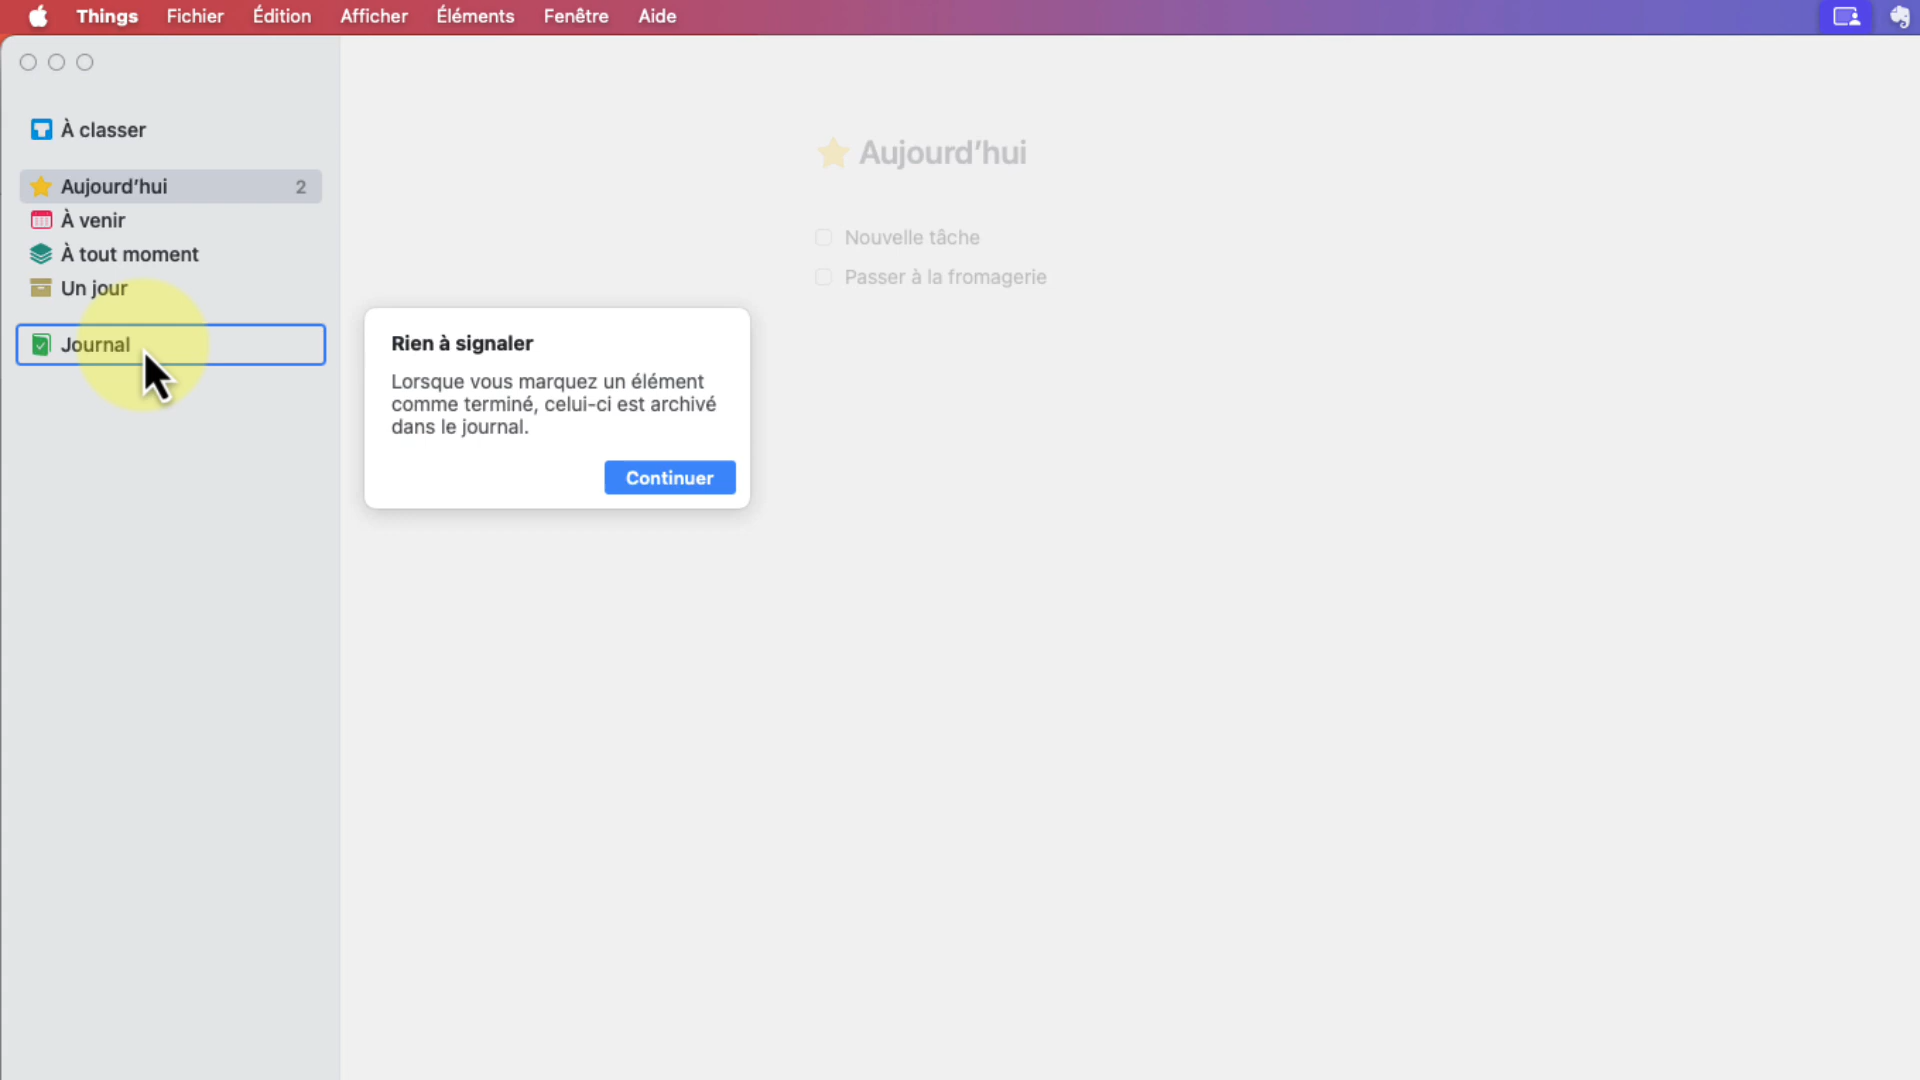 Things Fichier Édition Afficher Éléments Fenêtre Aide
À classer
Aujourd’hui 2
À venir
À tout moment
Un jour
Journal
Aujourd’hui
Nouvelle tâche
Passer à la fromagerie
Rien à signaler
Lorsque vous marquez un élément
comme terminé, celui-ci est archivé
dans le journal.
Continuer